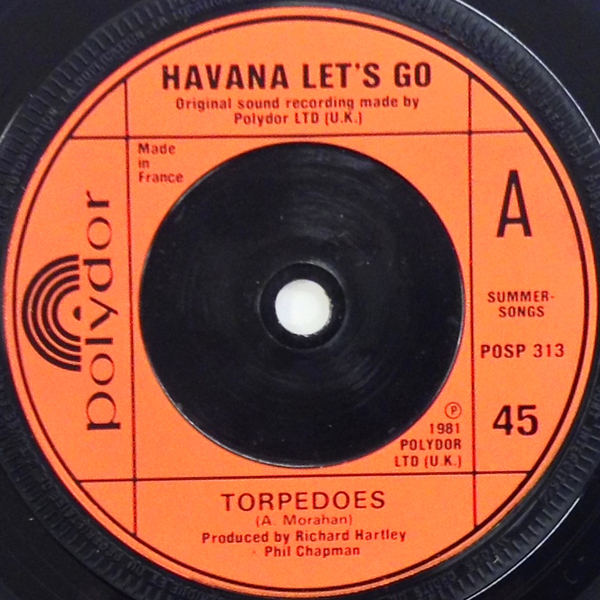 HAVANA LET'S GO
Original sound recording made by
Polydor LTD (U.K.)
Made
in
France
polydor
A
SUMMER-
SONGS
POSP 313
45
℗
1981
POLYDOR
LTD (U.K.)
TORPEDOES
(A. Morahan)
Produced by Richard Hartley
Phil Chapman